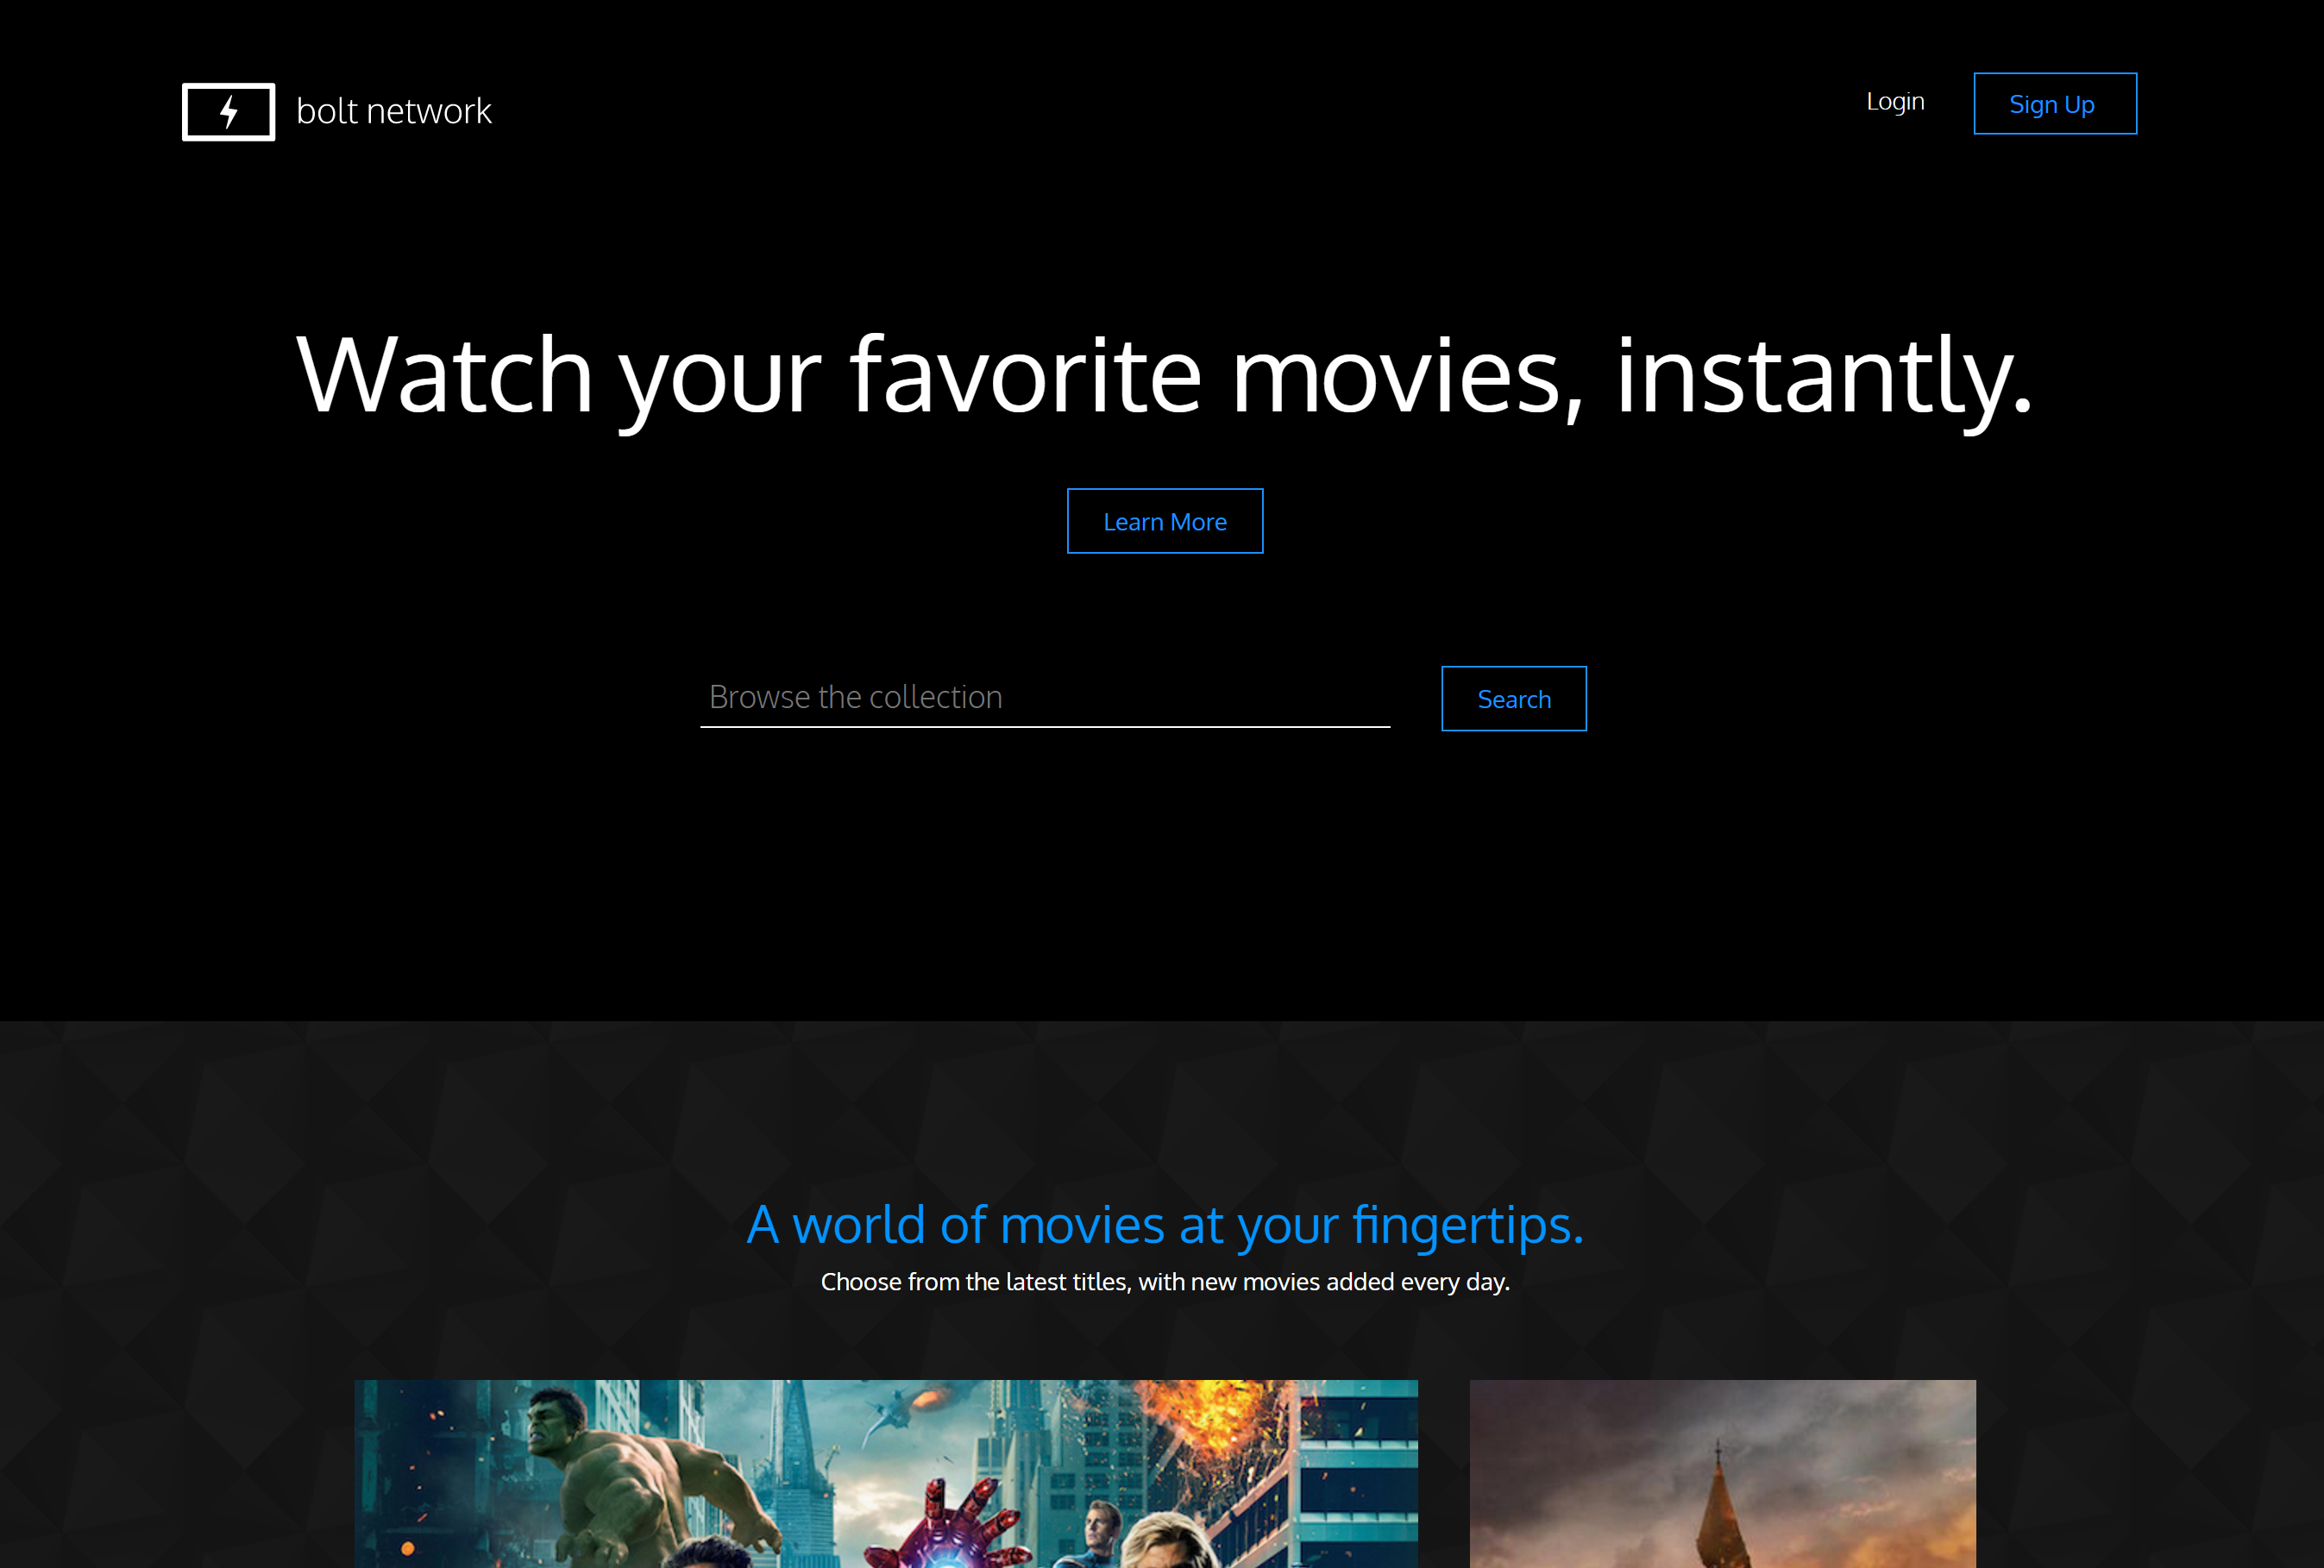 bolt network
Login
Sign Up
Watch your favorite movies, instantly.
Learn More
Browse the collection
Search
A world of movies at your fingertips.
Choose from the latest titles, with new movies added every day.